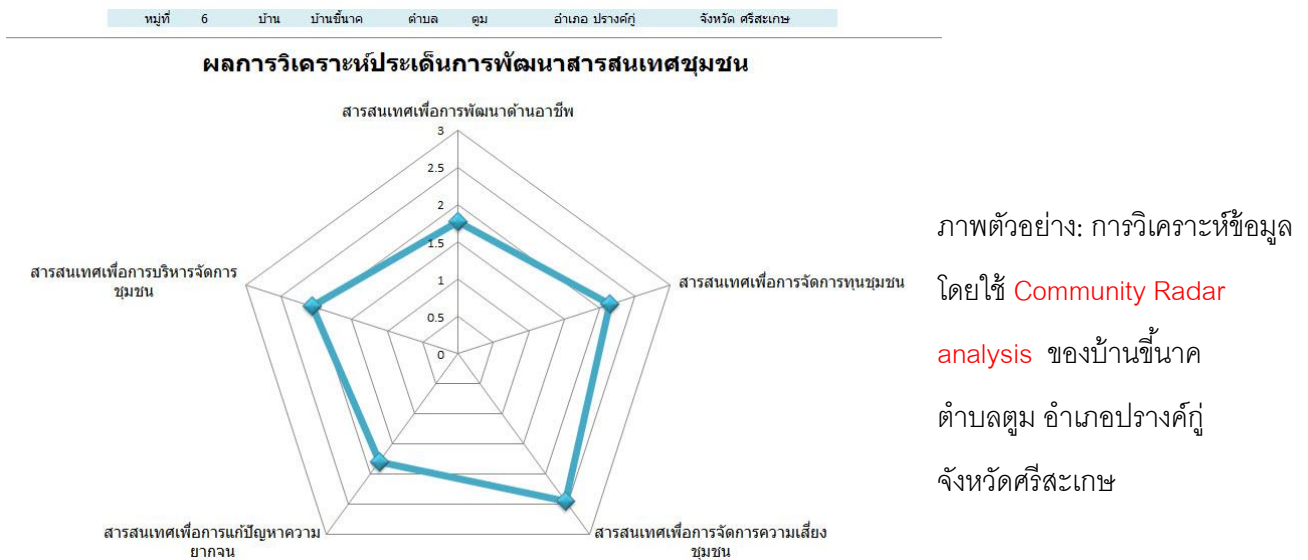 หมู่ที่ 6 บ้าน บ้านขี้นาค ตำบล ตูม อำเภอ ปรางค์กู่ จังหวัด ศรีสะเกษ
ผลการวิเคราะห์ประเด็นการพัฒนาสารสนเทศชุมชน
สารสนเทศเพื่อการพัฒนาด้านอาชีพ
3
2.5
2
1.5
1
0.5
0
สารสนเทศเพื่อการจัดการทุนชุมชน
สารสนเทศเพื่อการจัดการความเสี่ยง
ชุมชน
สารสนเทศเพื่อการแก้ปัญหาความ
ยากจน
สารสนเทศเพื่อการบริหารจัดการ
ชุมชน
ภาพตัวอย่าง: การวิเคราะห์ข้อมูล
โดยใช้ Community Radar
analysis ของบ้านขี้นาค
ตำบลตูม อำเภอปรางค์กู่
จังหวัดศรีสะเกษ